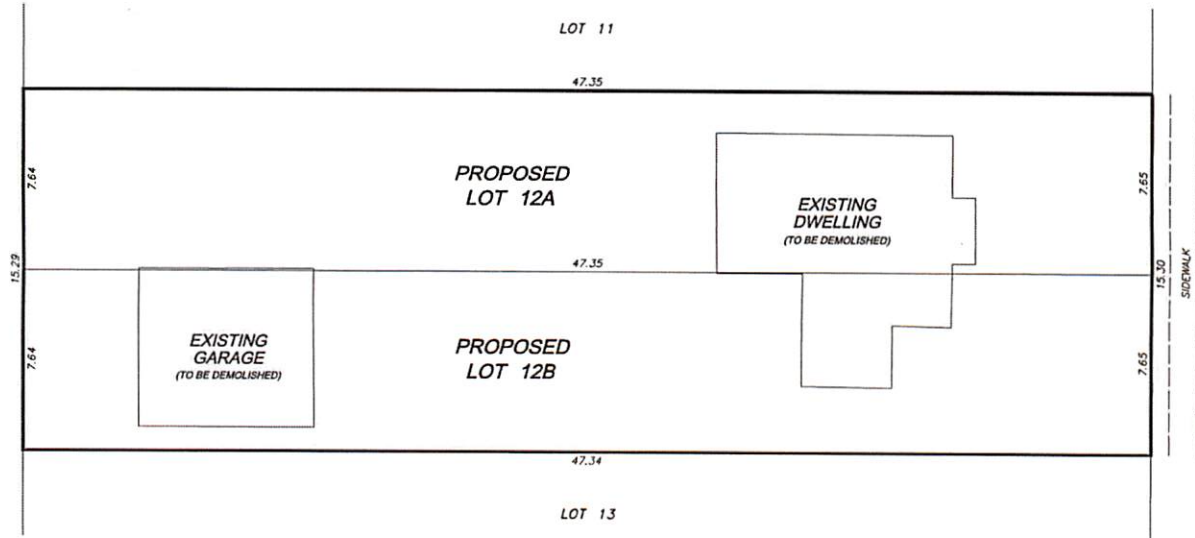 LOT 11
47.35
7.64
PROPOSED
LOT 12A
EXISTING
DWELLING
(TO BE DEMOLISHED)
7.65
15.29
47.35
15.30
SIDEWALK
7.64
EXISTING
GARAGE
(TO BE DEMOLISHED)
PROPOSED
LOT 12B
7.65
47.34
LOT 13